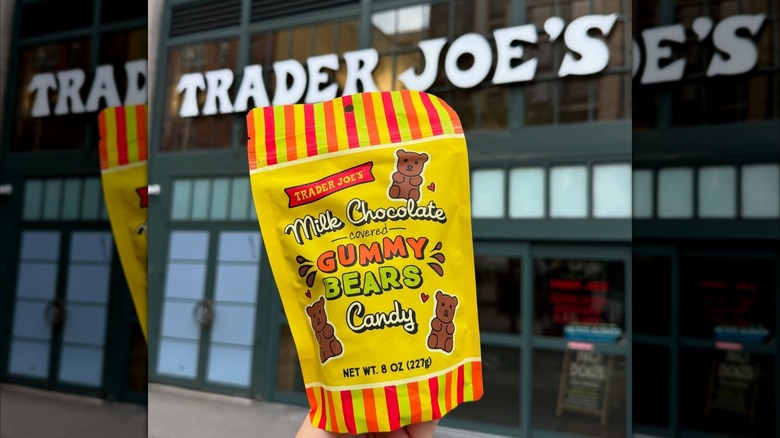 TRADER JOE'S
TRADER JOE'S
Milk Chocolate
covered
GUMMY
BEARS
Candy
NET WT. 8 OZ (227g)